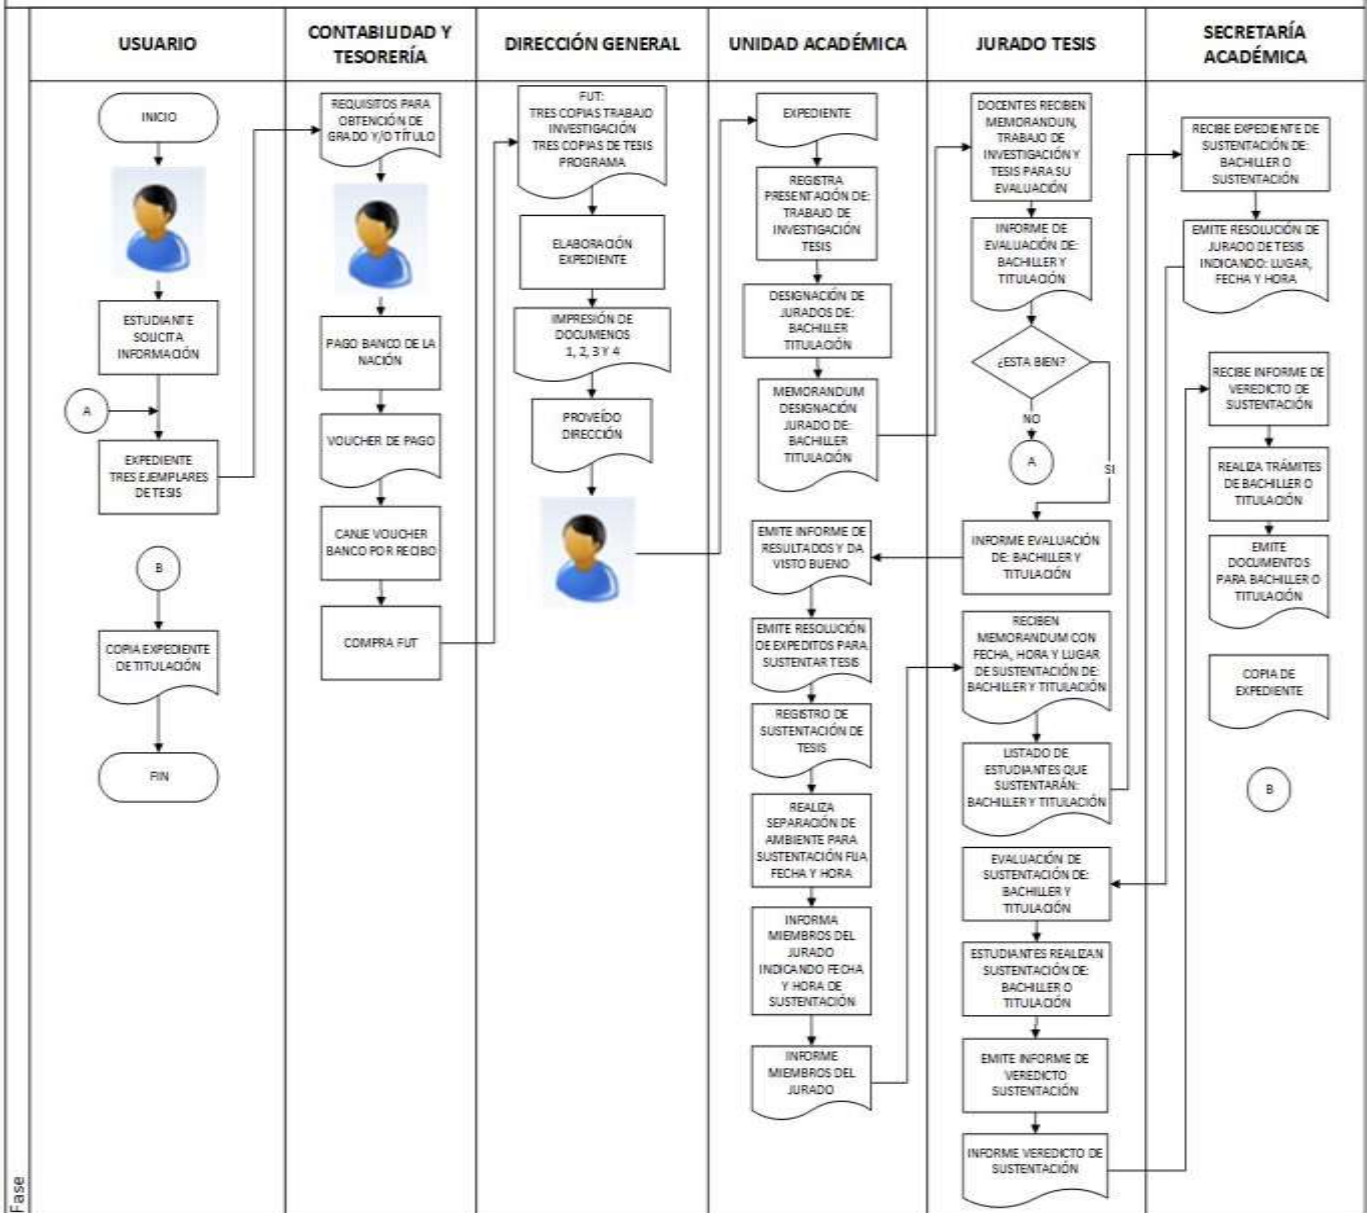 USUARIO
CONTABILIDAD Y
TESORERÍA
DIRECCIÓN GENERAL
UNIDAD ACADÉMICA
JURADO TESIS
SECRETARÍA
ACADÉMICA
INICIO
ESTUDIANTE
SOLICITA
INFORMACIÓN
A
EXPEDIENTE
TRES EJEMPLARES
DE TESIS
B
COPIA EXPEDIENTE
DE TITULACIÓN
FIN
REQUISITOS PARA
OBTENCIÓN DE
GRADO Y/O TÍTULO
PAGO BANCO DE LA
NACIÓN
VOUCHER DE PAGO
CANJE VOUCHER
BANCO POR RECIBO
COMPRA FUT
FUT:
TRES COPIAS TRABAJO
INVESTIGACIÓN
TRES COPIAS DE TESIS
PROGRAMA
ELABORACIÓN
EXPEDIENTE
IMPRESIÓN DE
DOCUMENOS
1, 2, 3 Y 4
PROVEÍDO
DIRECCIÓN
EXPEDIENTE
REGISTRA
PRESENTACIÓN DE:
TRABAJO DE
INVESTIGACIÓN
TESIS
DESIGNACIÓN DE
JURADOS DE:
BACHILLER
TITULACIÓN
MEMORANDUM
DESIGNACIÓN
JURADO DE:
BACHILLER
TITULACIÓN
EMITE INFORME DE
RESULTADOS Y DA
VISTO BUENO
EMITE RESOLUCIÓN
DE EXPEDITOS PARA
SUSTENTAR TESIS
REGISTRO DE
SUSTENTACIÓN DE
TESIS
REALIZA
SEPARACIÓN DE
AMBIENTE PARA
SUSTENTACIÓN FIJA
FECHA Y HORA
INFORMA
MIEMBROS DEL
JURADO
INDICANDO FECHA
Y HORA DE
SUSTENTACIÓN
INFORME
MIEMBROS DEL
JURADO
DOCENTES RECIBEN
MEMORANDUN,
TRABAJO DE
INVESTIGACIÓN Y
TESIS PARA SU
EVALUACIÓN
INFORME DE
EVALUACIÓN DE:
BACHILLER Y
TITULACIÓN
¿ESTA BIEN?
NO
A
SI
INFORME EVALUACIÓN
DE: BACHILLER Y
TITULACIÓN
RECIBEN
MEMORANDUM CON
FECHA, HORA Y LUGAR
DE SUSTENTACIÓN DE:
BACHILLER Y TITULACIÓN
LISTADO DE
ESTUDIANTES QUE
SUSTENTARÁN:
BACHILLER Y TITULACIÓN
EVALUACIÓN DE
SUSTENTACIÓN DE:
BACHILLER Y
TITULACIÓN
ESTUDIANTES REALIZAN
SUSTENTACIÓN DE:
BACHILLER O
TITULACIÓN
EMITE INFORME DE
VEREDICTO
SUSTENTACIÓN
INFORME VEREDICTO DE
SUSTENTACIÓN
RECIBE EXPEDIENTE DE
SUSTENTACIÓN DE:
BACHILLER O
SUSTENTACIÓN
EMITE RESOLUCIÓN DE
JURADO DE TESIS
INDICANDO: LUGAR,
FECHA Y HORA
RECIBE INFORME DE
VEREDICTO DE
SUSTENTACIÓN
REALIZA TRÁMITES
DE BACHILLER O
TITULACIÓN
EMITE
DOCUMENTOS
PARA BACHILLER O
TITULACIÓN
COPIA DE
EXPEDIENTE
B
Fase